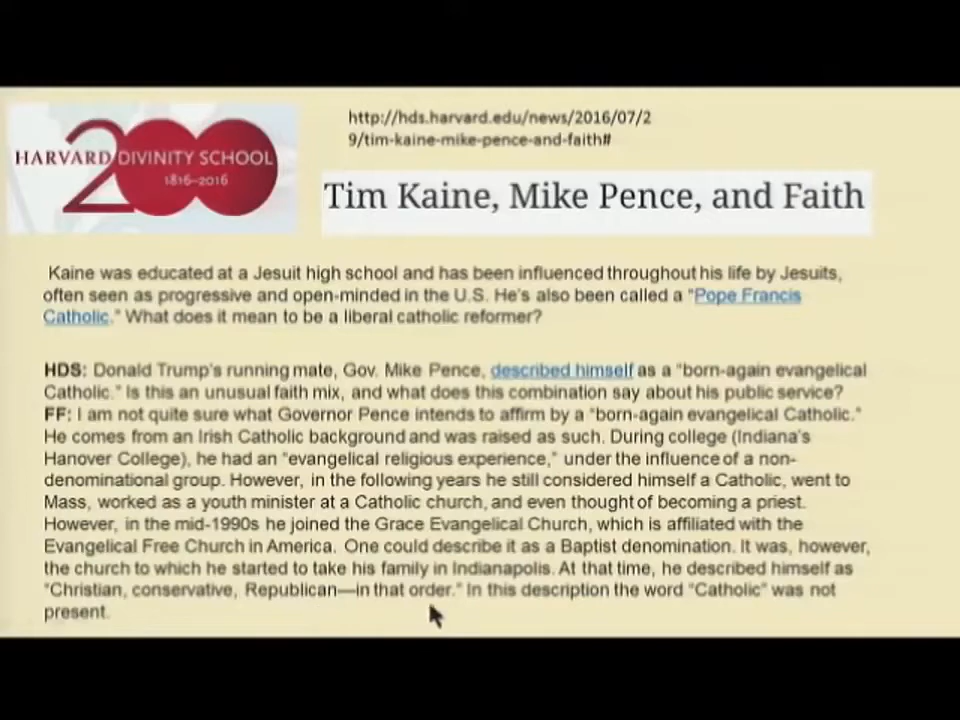 HARVARD DIVINITY SCHOOL
200
1816–2016
http://hds.harvard.edu/news/2016/07/2
9/tim-kaine-mike-pence-and-faith#
Tim Kaine, Mike Pence, and Faith
Kaine was educated at a Jesuit high school and has been influenced throughout his life by Jesuits,
often seen as progressive and open-minded in the U.S. He's also been called a “Pope Francis
Catholic.” What does it mean to be a liberal catholic reformer?
HDS: Donald Trump's running mate, Gov. Mike Pence, described himself as a “born-again evangelical
Catholic.” Is this an unusual faith mix, and what does this combination say about his public service?
FF: I am not quite sure what Governor Pence intends to affirm by a “born-again evangelical Catholic.”
He comes from an Irish Catholic background and was raised as such. During college (Indiana's
Hanover College), he had an “evangelical religious experience,” under the influence of a non-
denominational group. However, in the following years he still considered himself a Catholic, went to
Mass, worked as a youth minister at a Catholic church, and even thought of becoming a priest.
However, in the mid-1990s he joined the Grace Evangelical Church, which is affiliated with the
Evangelical Free Church in America. One could describe it as a Baptist denomination. It was, however,
the church to which he started to take his family in Indianapolis. At that time, he described himself as
“Christian, conservative, Republican—in that order.” In this description the word “Catholic” was not
present.